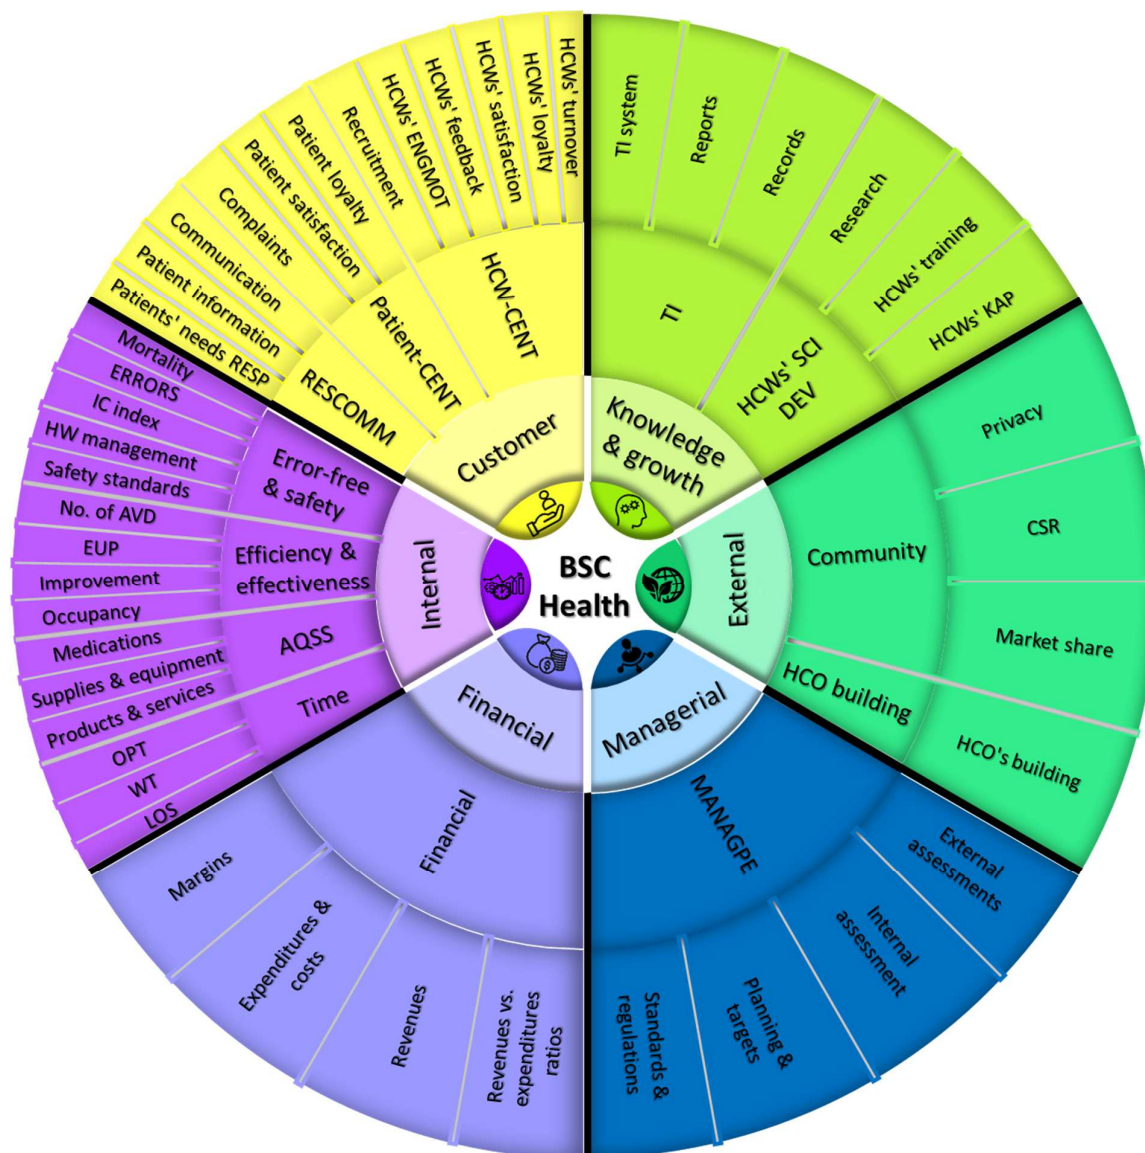 BSC
Health
Customer
RESCOMM
Patient-CENT
HCW-CENT
Patients' needs RESP
Patient information
Communication
Complaints
Patient satisfaction
Patient loyalty
Recruitment
HCWs' ENGMOT
HCWs' feedback
HCWs' satisfaction
HCWs' loyalty
HCWs' turnover
Knowledge
& growth
TI
HCWs' SCI
DEV
TI system
Reports
Records
Research
HCWs' training
HCWs' KAP
External
Community
HCO building
Privacy
CSR
Market share
HCO's building
Managerial
MANAGPE
External
assessments
Internal
assessment
Planning &
targets
Standards &
regulations
Financial
Financial
Revenues vs.
expenditures
ratios
Revenues
Expenditures &
costs
Margins
Internal
Error-free
& safety
Efficiency &
effectiveness
AQSS
Time
Mortality
ERRORS
IC index
HW management
Safety standards
No. of AVD
EUP
Improvement
Occupancy
Medications
Supplies & equipment
Products & services
OPT
WT
LOS